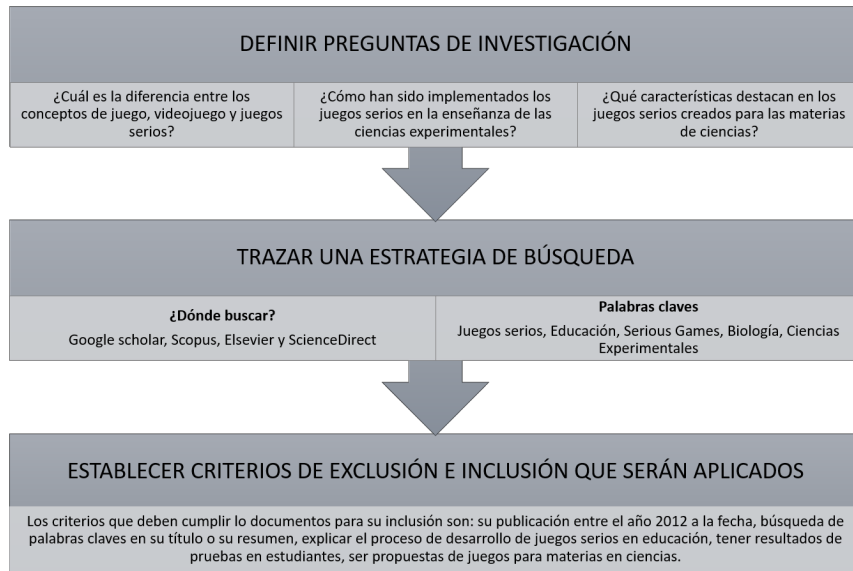 DEFINIR PREGUNTAS DE INVESTIGACIÓN
¿Cuál es la diferencia entre los
conceptos de juego, videojuego y juegos
serios?
¿Cómo han sido implementados los
juegos serios en la enseñanza de las
ciencias experimentales?
¿Qué características destacan en los
juegos serios creados para las materias
de ciencias?
TRAZAR UNA ESTRATEGIA DE BÚSQUEDA
¿Dónde buscar?
Google scholar, Scopus, Elsevier y ScienceDirect
Palabras claves
Juegos serios, Educación, Serious Games, Biología, Ciencias
Experimentales
ESTABLECER CRITERIOS DE EXCLUSIÓN E INCLUSIÓN QUE SERÁN APLICADOS
Los criterios que deben cumplir lo documentos para su inclusión son: su publicación entre el año 2012 a la fecha, búsqueda de
palabras claves en su título o su resumen, explicar el proceso de desarrollo de juegos serios en educación, tener resultados de
pruebas en estudiantes, ser propuestas de juegos para materias en ciencias.